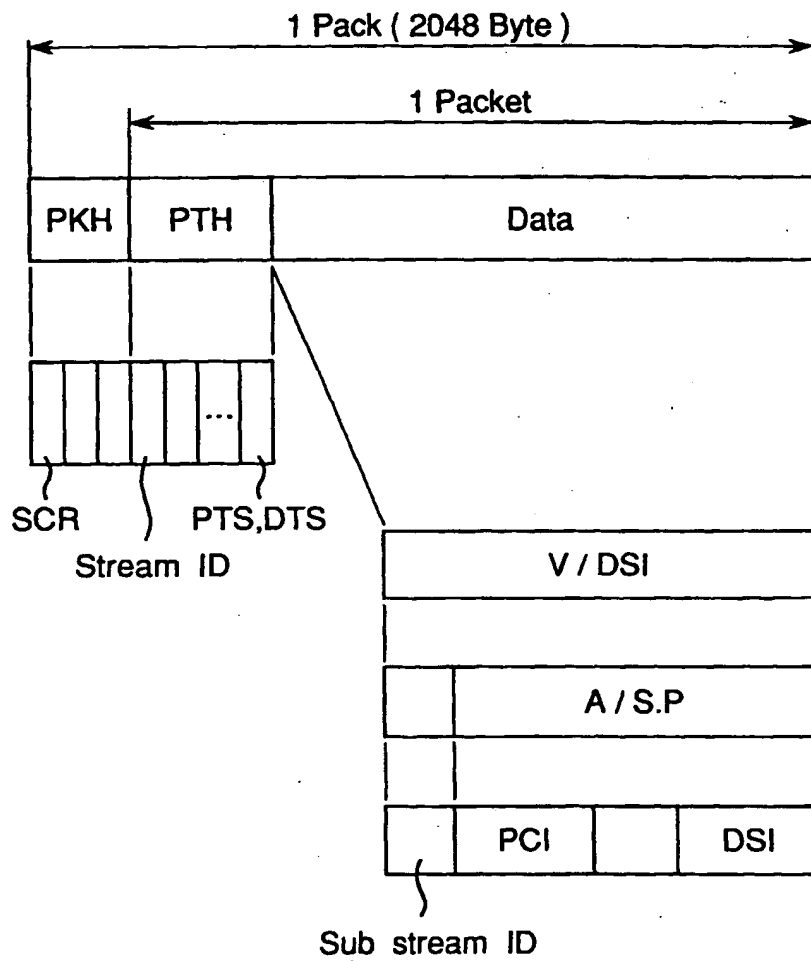 1 Pack ( 2048 Byte )
1 Packet
PKH PTH Data
...
SCR PTS,DTS
Stream ID
V / DSI
A / S.P
PCI DSI
Sub stream ID